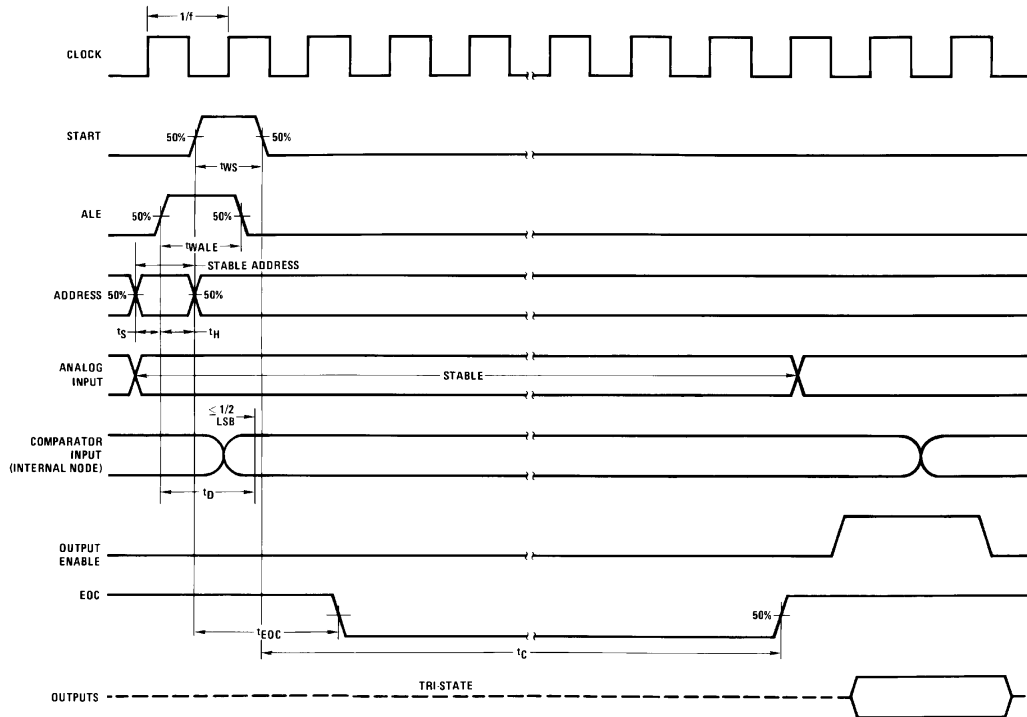 1/f
CLOCK
START
50%
50%
tWS
ALE
50%
50%
tWALE
STABLE ADDRESS
ADDRESS
50%
50%
tS
tH
ANALOG
INPUT
STABLE
≤ 1/2
LSB
COMPARATOR
INPUT
(INTERNAL NODE)
tD
OUTPUT
ENABLE
EOC
50%
tEOC
tC
TRI-STATE
OUTPUTS